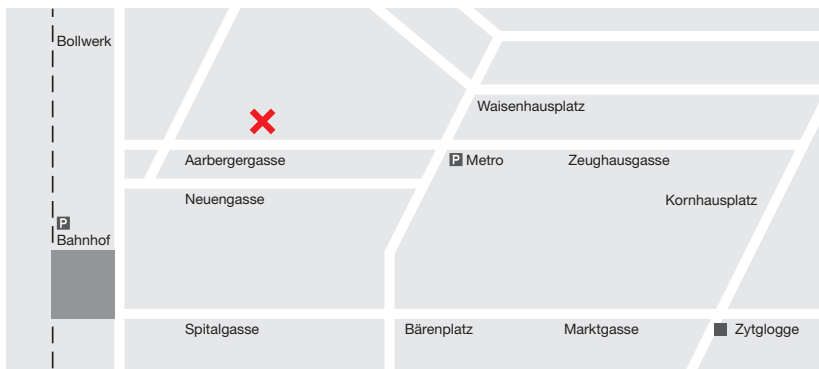 Bollwerk
Waisenhausplatz
Aarbergergasse
P Metro
Zeughausgasse
Neuengasse
Kornhausplatz
P
Bahnhof
Spitalgasse
Bärenplatz
Marktgasse
Zytglogge